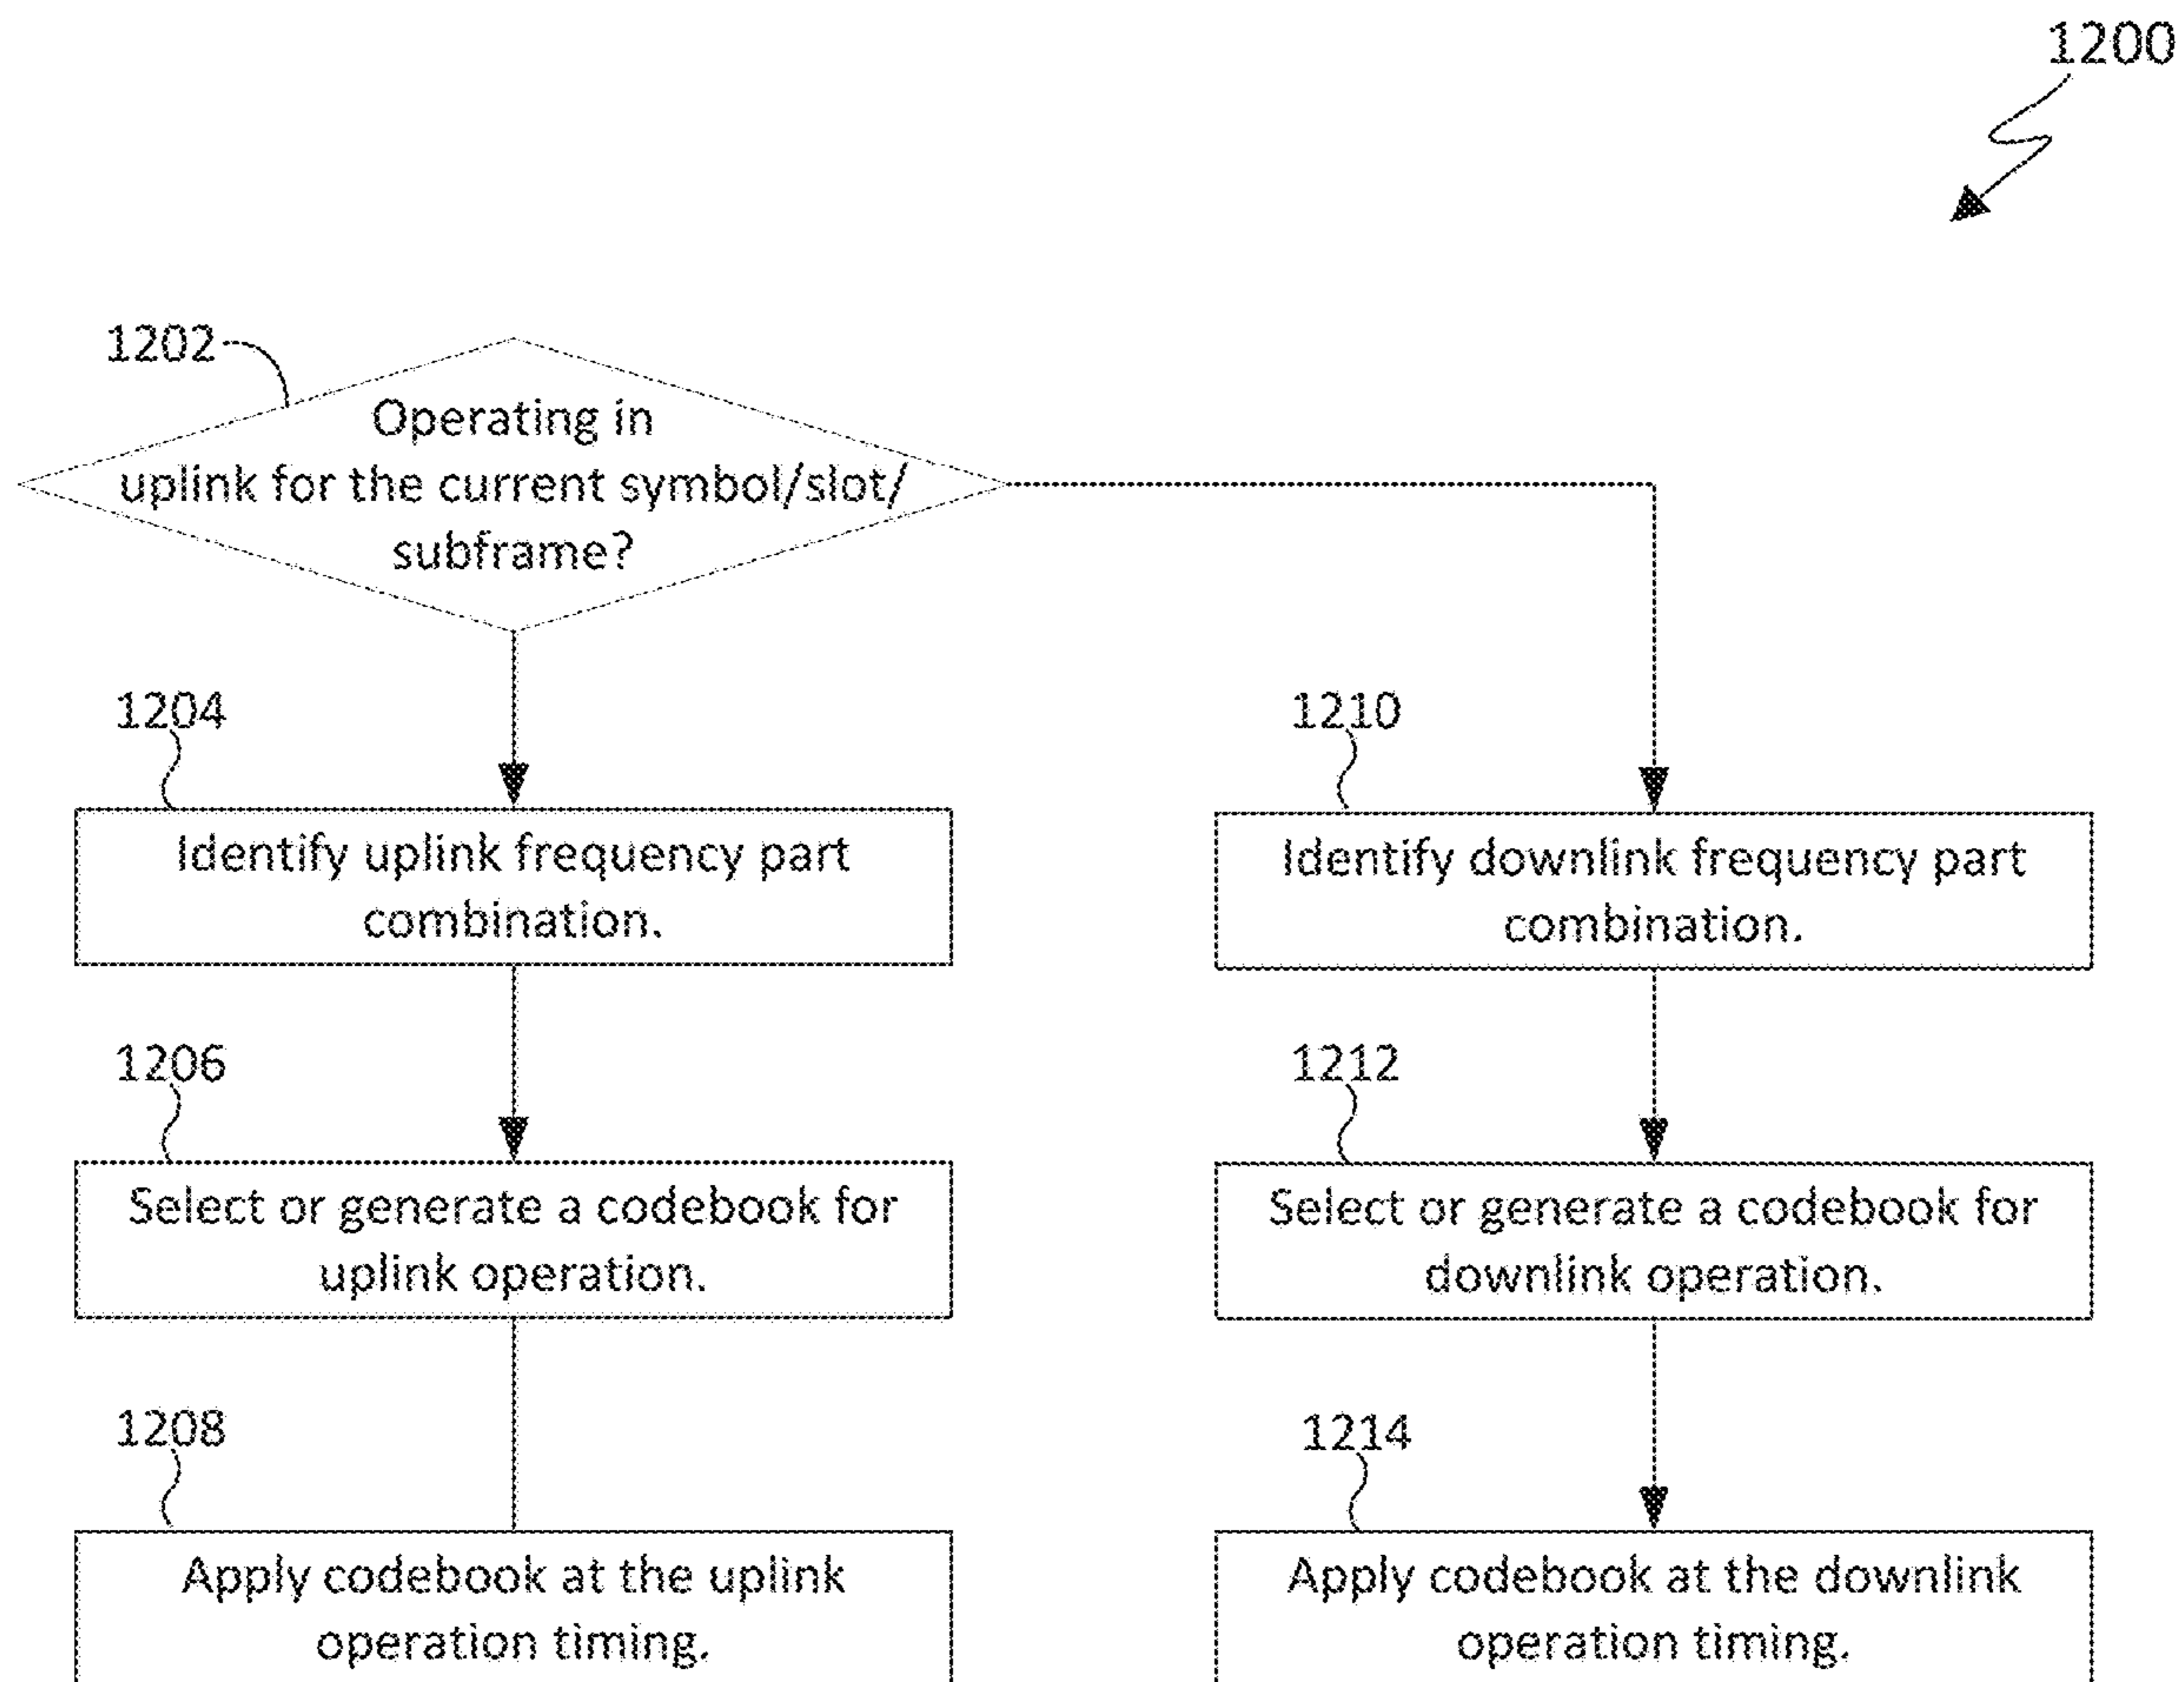 1200
1202
Operating in
uplink for the current symbol/slot/
subframe?
1204
Identify uplink frequency part
combination.
1210
Identify downlink frequency part
combination.
1206
Select or generate a codebook for
uplink operation.
1212
Select or generate a codebook for
downlink operation.
1208
Apply codebook at the uplink
operation timing.
1214
Apply codebook at the downlink
operation timing.